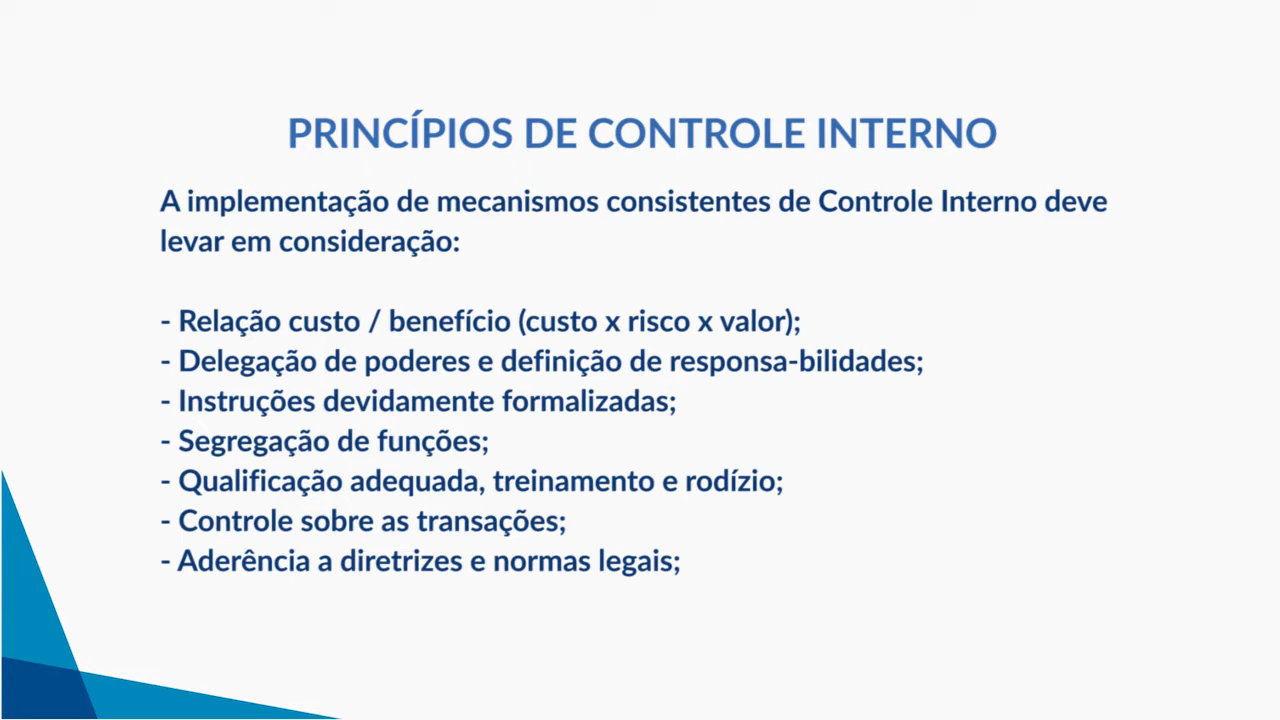 PRINCÍPIOS DE CONTROLE INTERNO
A implementação de mecanismos consistentes de Controle Interno deve
levar em consideração:
- Relação custo / benefício (custo x risco x valor);
- Delegação de poderes e definição de responsa-bilidades;
- Instruções devidamente formalizadas;
- Segregação de funções;
- Qualificação adequada, treinamento e rodízio;
- Controle sobre as transações;
- Aderência a diretrizes e normas legais;